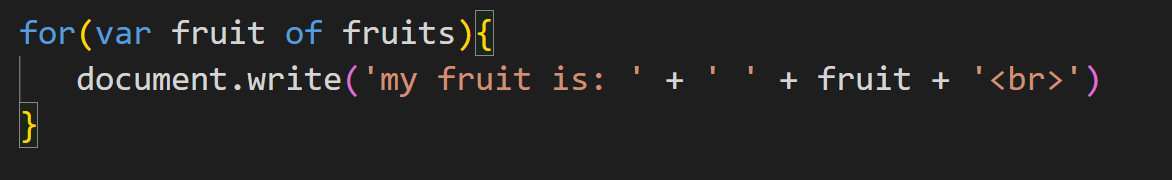 for(var fruit of fruits){
   document.write('my fruit is: ' + ' ' + fruit + '<br>')
}